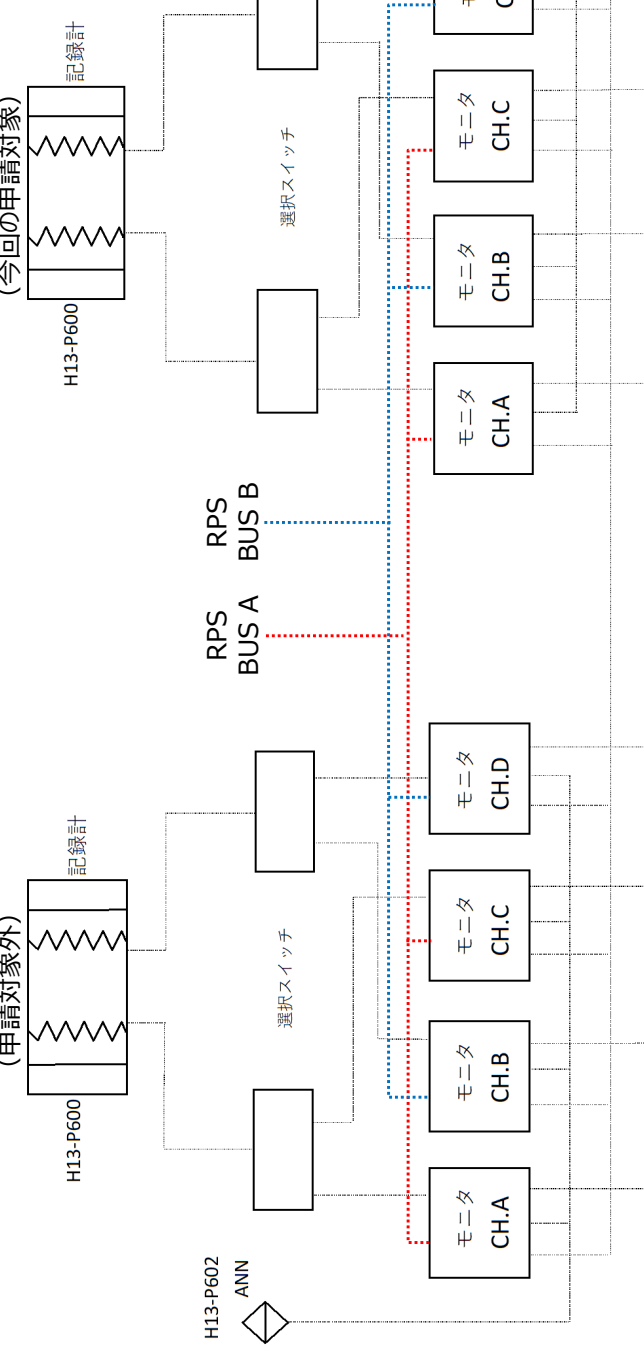 (申請対象外)
記録計
H13-P600
選択スイッチ
H13-P602
ANN
モニタ
CH.A
モニタ
CH.B
モニタ
CH.C
モニタ
CH.D
RPS
BUS A
RPS
BUS B
(今回の申請対象)
記録計
H13-P600
選択スイッチ
モニタ
CH.A
モニタ
CH.B
モニタ
CH.C